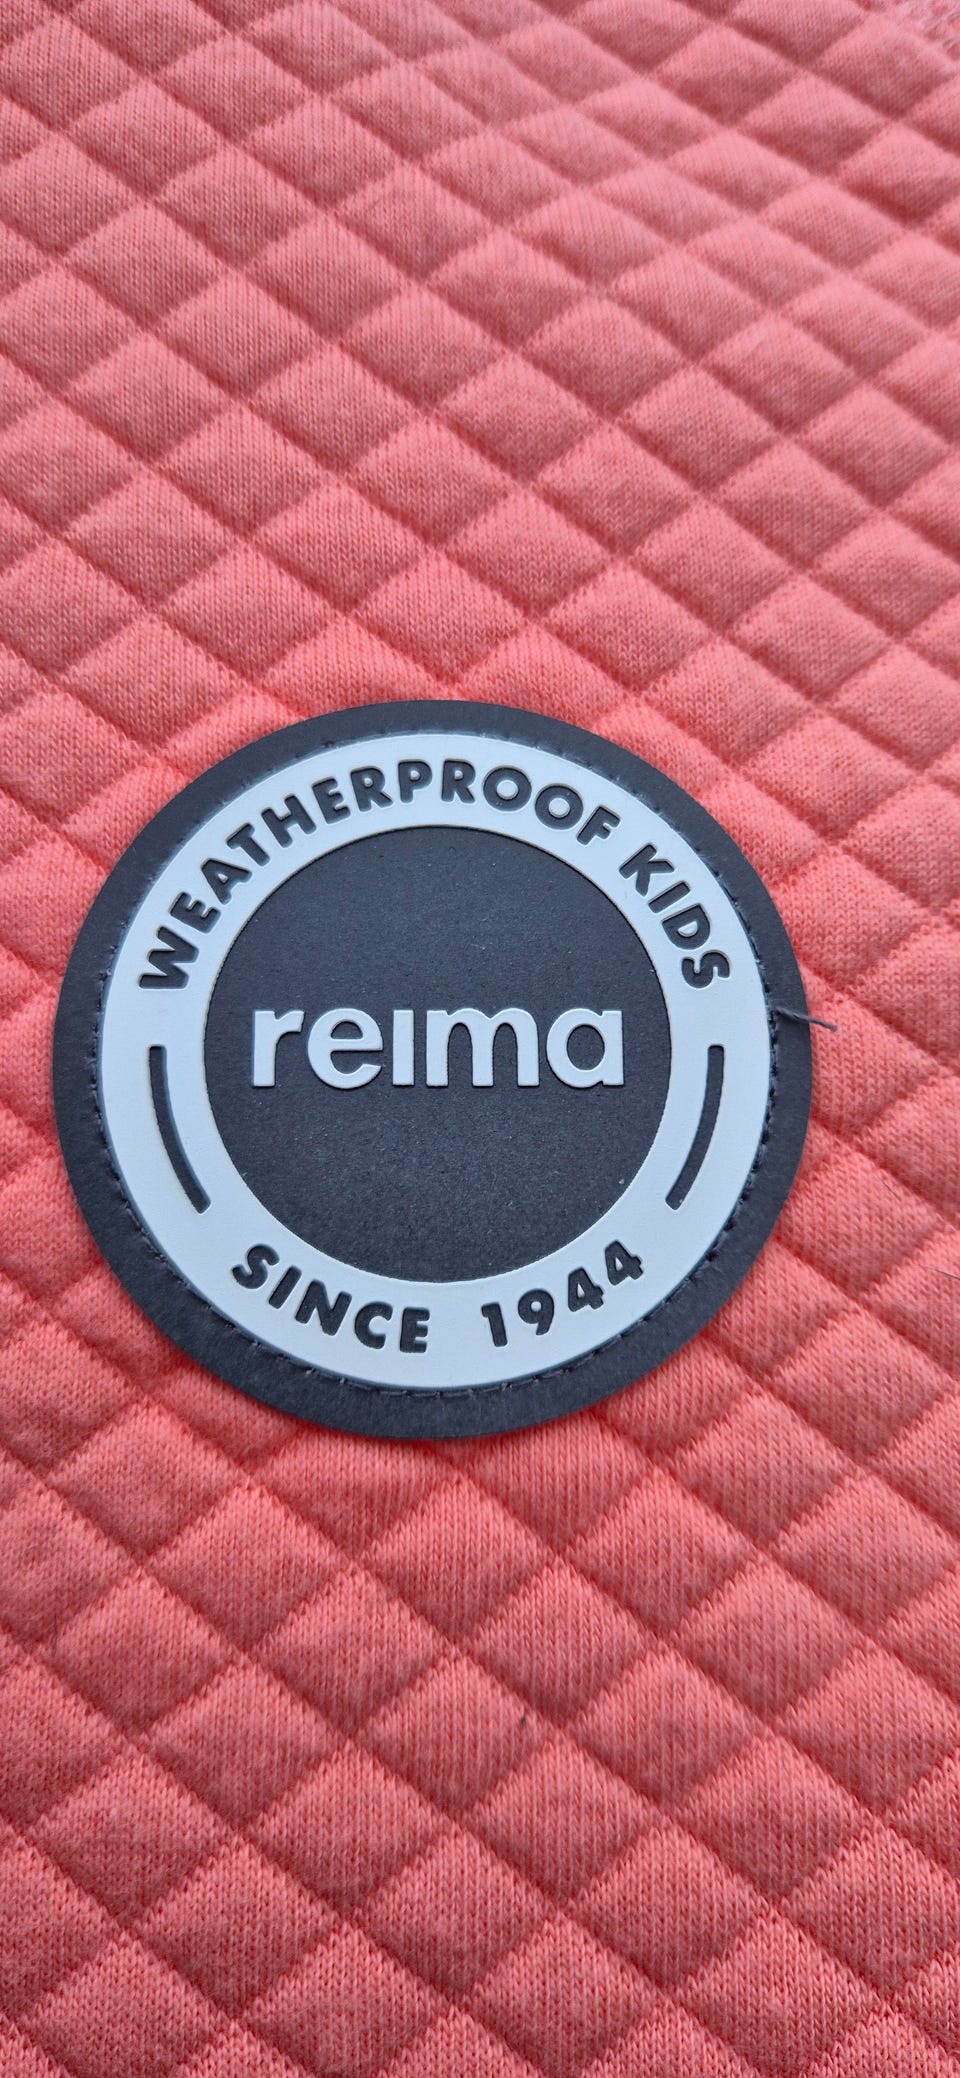 WEATHERPROOF KIDS
reima
SINCE 1944